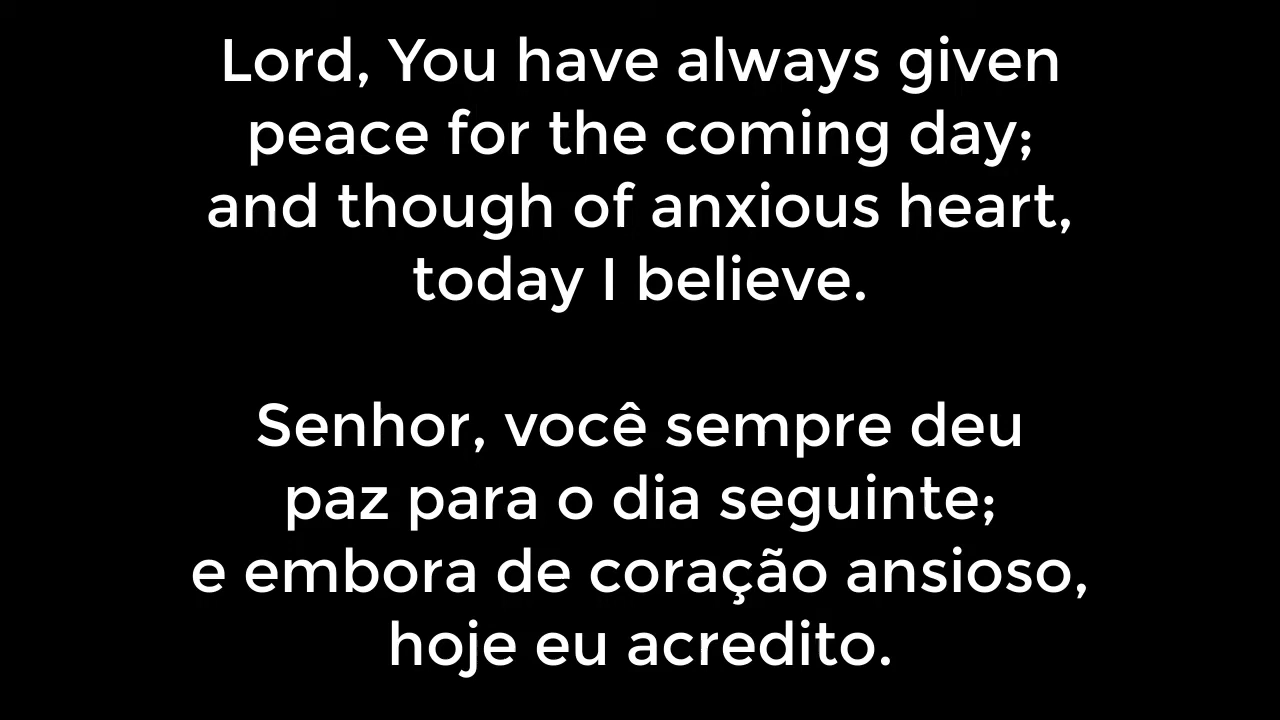 Lord, You have always given
peace for the coming day;
and though of anxious heart,
today I believe.
Senhor, você sempre deu
paz para o dia seguinte;
e embora de coração ansioso,
hoje eu acredito.